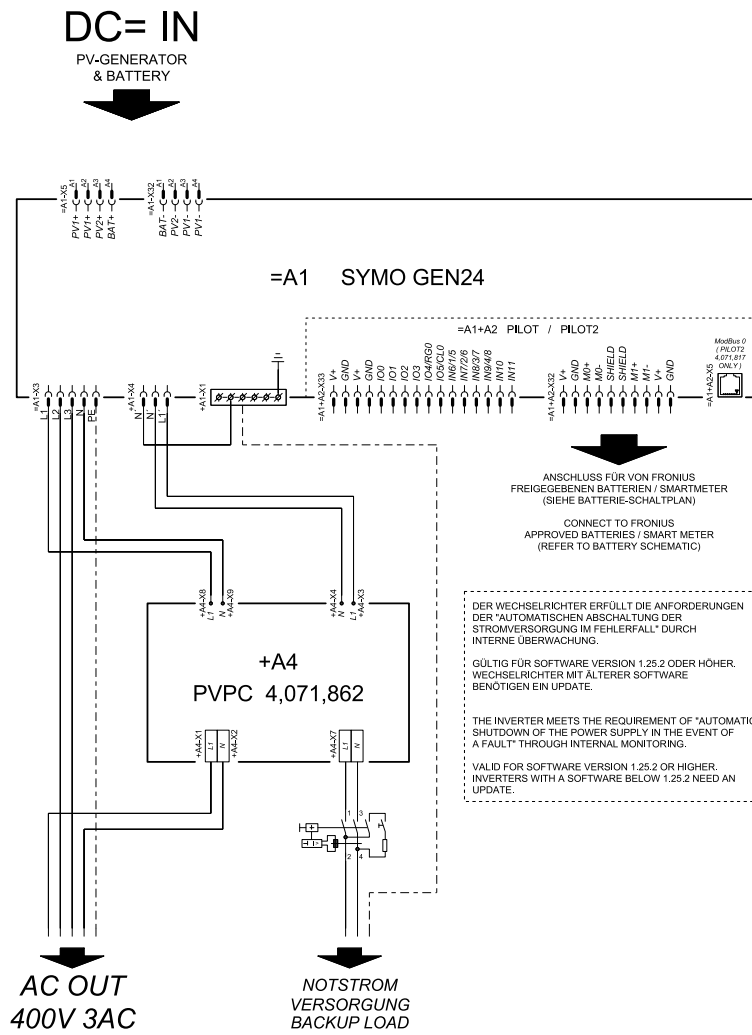 DC= IN
PV-GENERATOR
& BATTERY
=A1-X5
A1
A2
A3
A4
PV1+
PV1+
PV2+
BAT+
=A1-X32
A1
A2
A3
A4
BAT-
PV2-
PV1-
PV1-
=A1 SYMO GEN24
=A1+A2 PILOT / PILOT2
=A1-X3
L1
L2
L3
N
PE
+A1-X4
N'
N'
L1'
+A1-X1
=A1+A2-X33
V+
GND
V+
GND
IO0
IO1
IO2
IO3
IO4/RG0
IO5/CL0
IN6/1/5
IN7/2/6
IN8/3/7
IN9/4/8
IN10
IN11
=A1+A2-X32
V+
GND
M0+
M0-
SHIELD
SHIELD
M1+
M1-
V+
GND
=A1+A2-X5
ModBus 0
( PILOT2
4,071,817
ONLY )
ANSCHLUSS FÜR VON FRONIUS
FREIGEGEBENEN BATTERIEN / SMARTMETER
(SIEHE BATTERIE-SCHALTPLAN)
CONNECT TO FRONIUS
APPROVED BATTERIES / SMART METER
(REFER TO BATTERY SCHEMATIC)
+A4-X8
L1
N
+A4-X9
+A4-X4
N
L1
+A4-X3
+A4
PVPC 4,071,862
+A4-X1
L1
N
+A4-X2
+A4-X7
L1
N
DER WECHSELRICHTER ERFÜLLT DIE ANFORDERUNGEN
DER "AUTOMATISCHEN ABSCHALTUNG DER
STROMVERSORGUNG IM FEHLERFALL" DURCH
INTERNE ÜBERWACHUNG.
GÜLTIG FÜR SOFTWARE VERSION 1.25.2 ODER HÖHER.
WECHSELRICHTER MIT ÄLTERER SOFTWARE
BENÖTIGEN EIN UPDATE.
THE INVERTER MEETS THE REQUIREMENT OF "AUTOMATIC
SHUTDOWN OF THE POWER SUPPLY IN THE EVENT OF
A FAULT" THROUGH INTERNAL MONITORING.
VALID FOR SOFTWARE VERSION 1.25.2 OR HIGHER.
INVERTERS WITH A SOFTWARE BELOW 1.25.2 NEED AN
UPDATE.
1 3
2 4
AC OUT
400V 3AC
NOTSTROM
VERSORGUNG
BACKUP LOAD